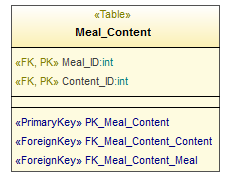 «Table»
Meal_Content
«FK, PK» Meal_ID:int
«FK, PK» Content_ID:int
«PrimaryKey» PK_Meal_Content
«ForeignKey» FK_Meal_Content_Content
«ForeignKey» FK_Meal_Content_Meal